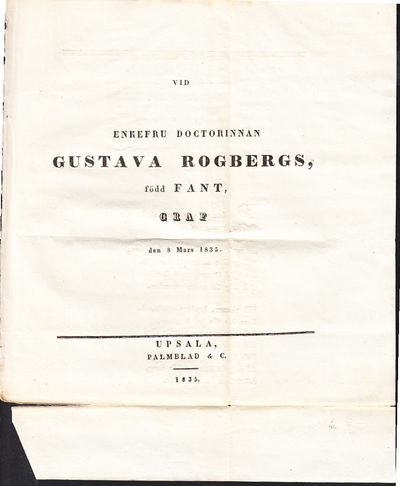 VID
ENKEFRU DOCTORINNAN
GUSTAVA ROGBERGS,
född FANT,
GRAF
den 8 Mars 1835.
UPSALA,
PALMBLAD & C.
1835.